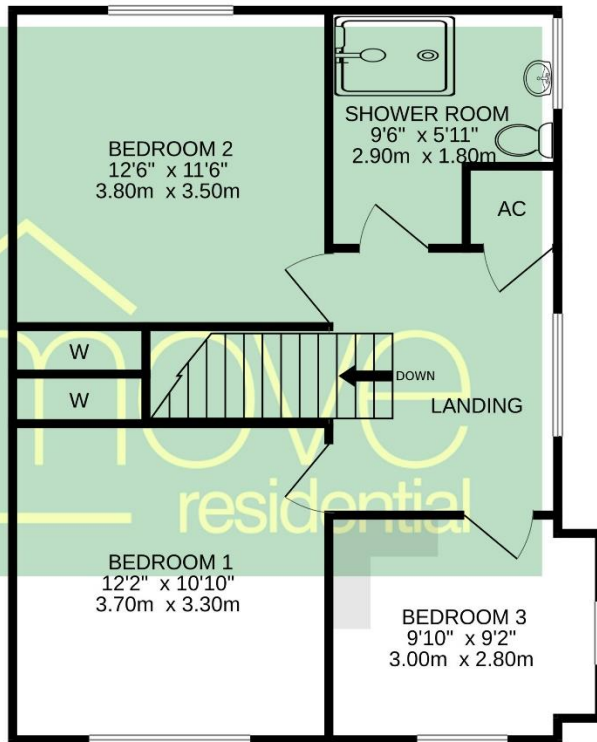 BEDROOM 2
12'6" x 11'6"
3.80m x 3.50m
SHOWER ROOM
9'6" x 5'11"
2.90m x 1.80m
AC
W
W
DOWN
LANDING
move
residential
BEDROOM 1
12'2" x 10'10"
3.70m x 3.30m
BEDROOM 3
9'10" x 9'2"
3.00m x 2.80m